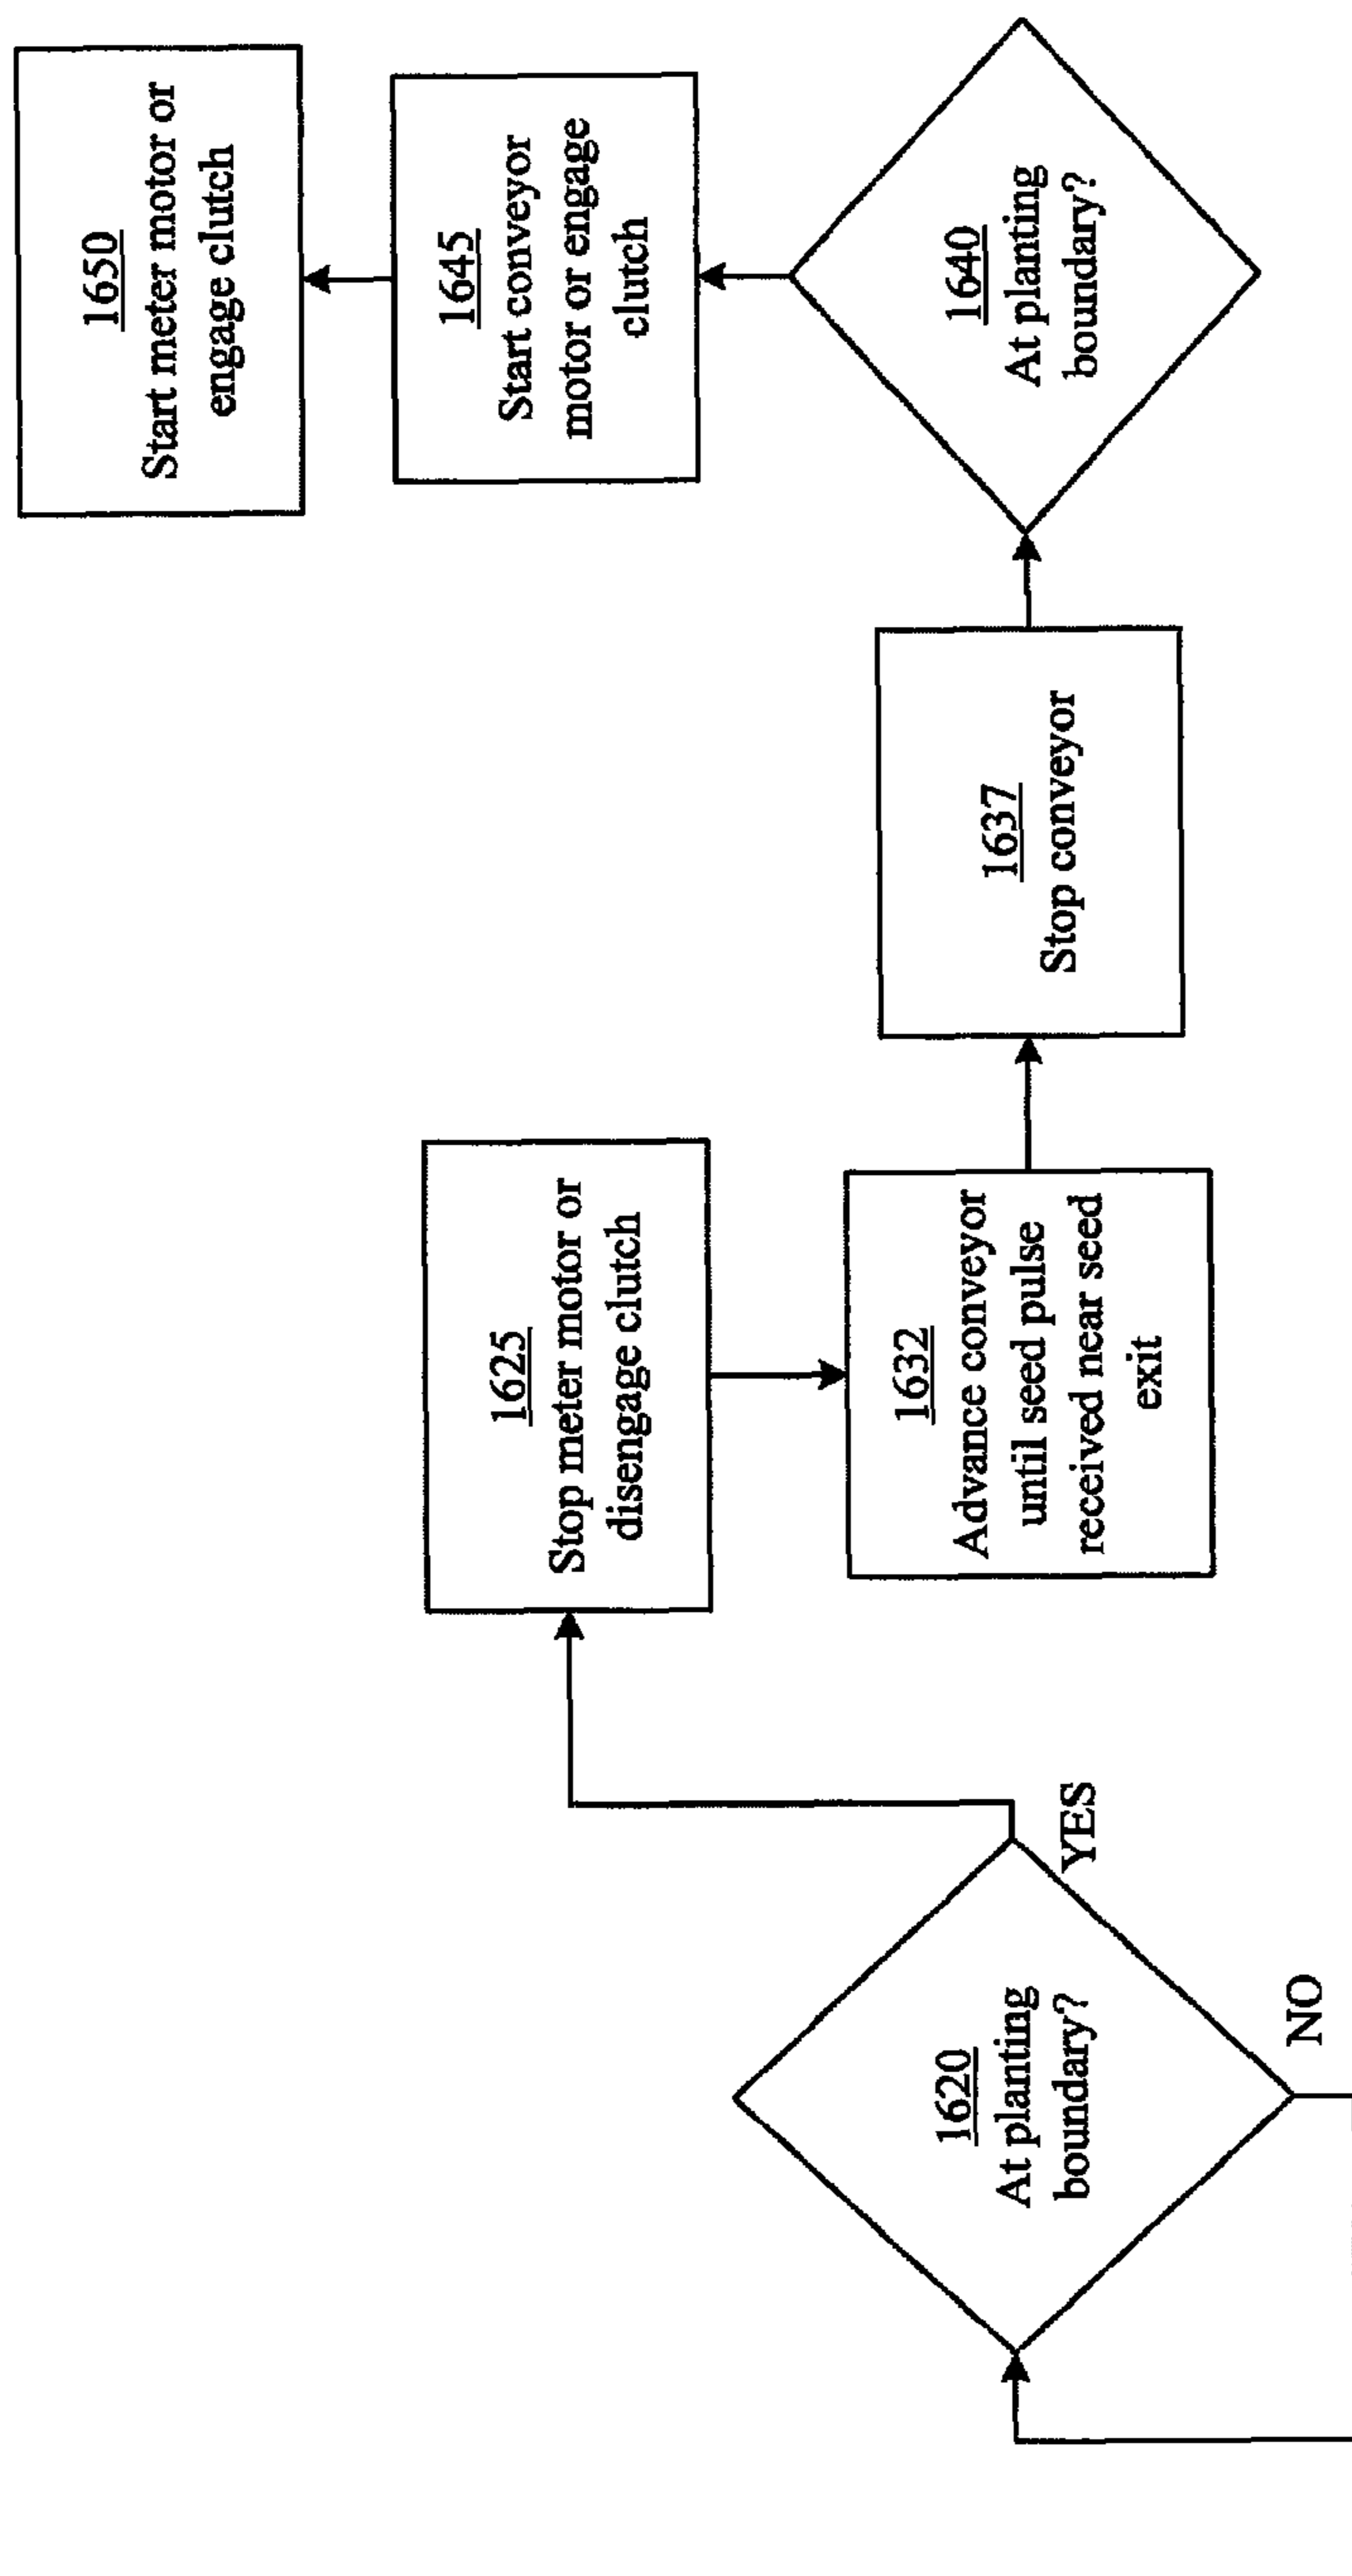 1620
At planting
boundary?
YES
NO
1625
Stop meter motor or
disengage clutch
1632
Advance conveyor
until seed pulse
received near seed
exit
1637
Stop conveyor
1640
At planting
boundary?
1645
Start conveyor
motor or engage
clutch
1650
Start meter motor or
engage clutch